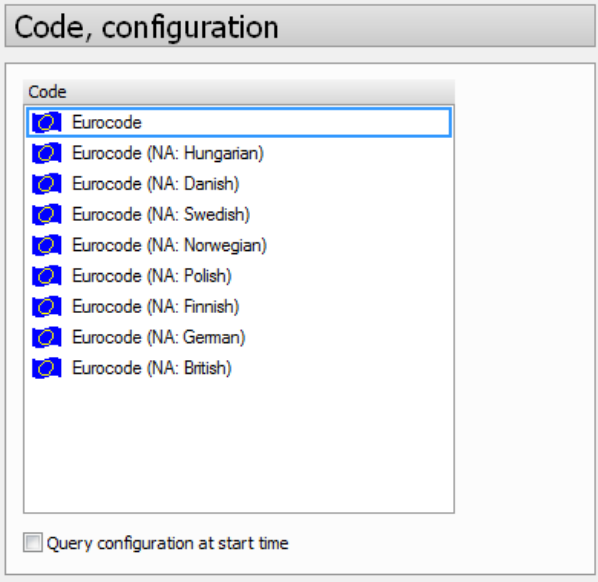 Code, configuration
Code
Eurocode
Eurocode (NA: Hungarian)
Eurocode (NA: Danish)
Eurocode (NA: Swedish)
Eurocode (NA: Norwegian)
Eurocode (NA: Polish)
Eurocode (NA: Finnish)
Eurocode (NA: German)
Eurocode (NA: British)
Query configuration at start time